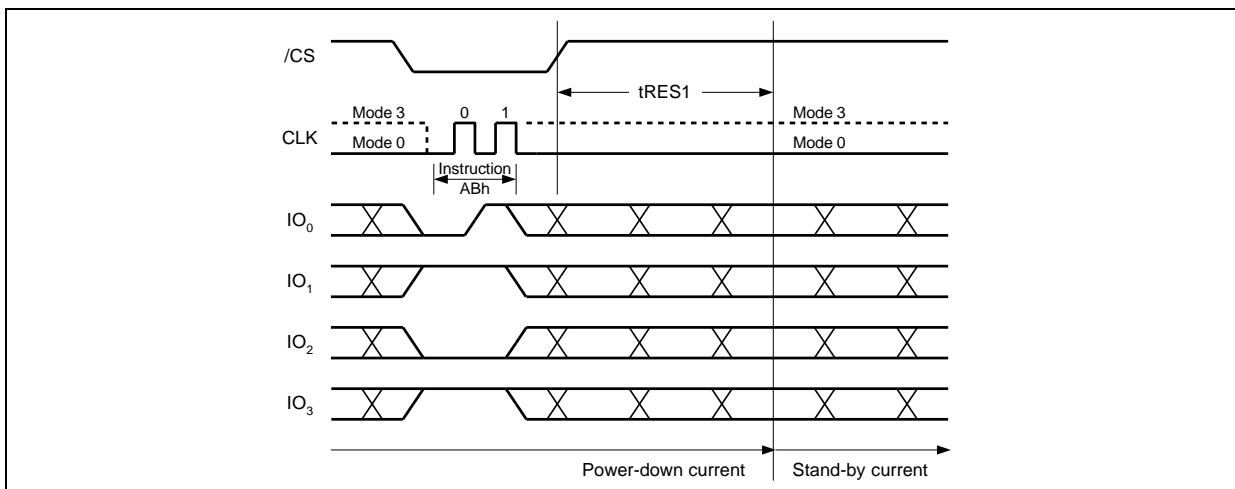 /CS
tRES1
Mode 3 0 1 Mode 3
CLK
Mode 0 Mode 0
Instruction
ABh
IO0
IO1
IO2
IO3
Power-down current Stand-by current